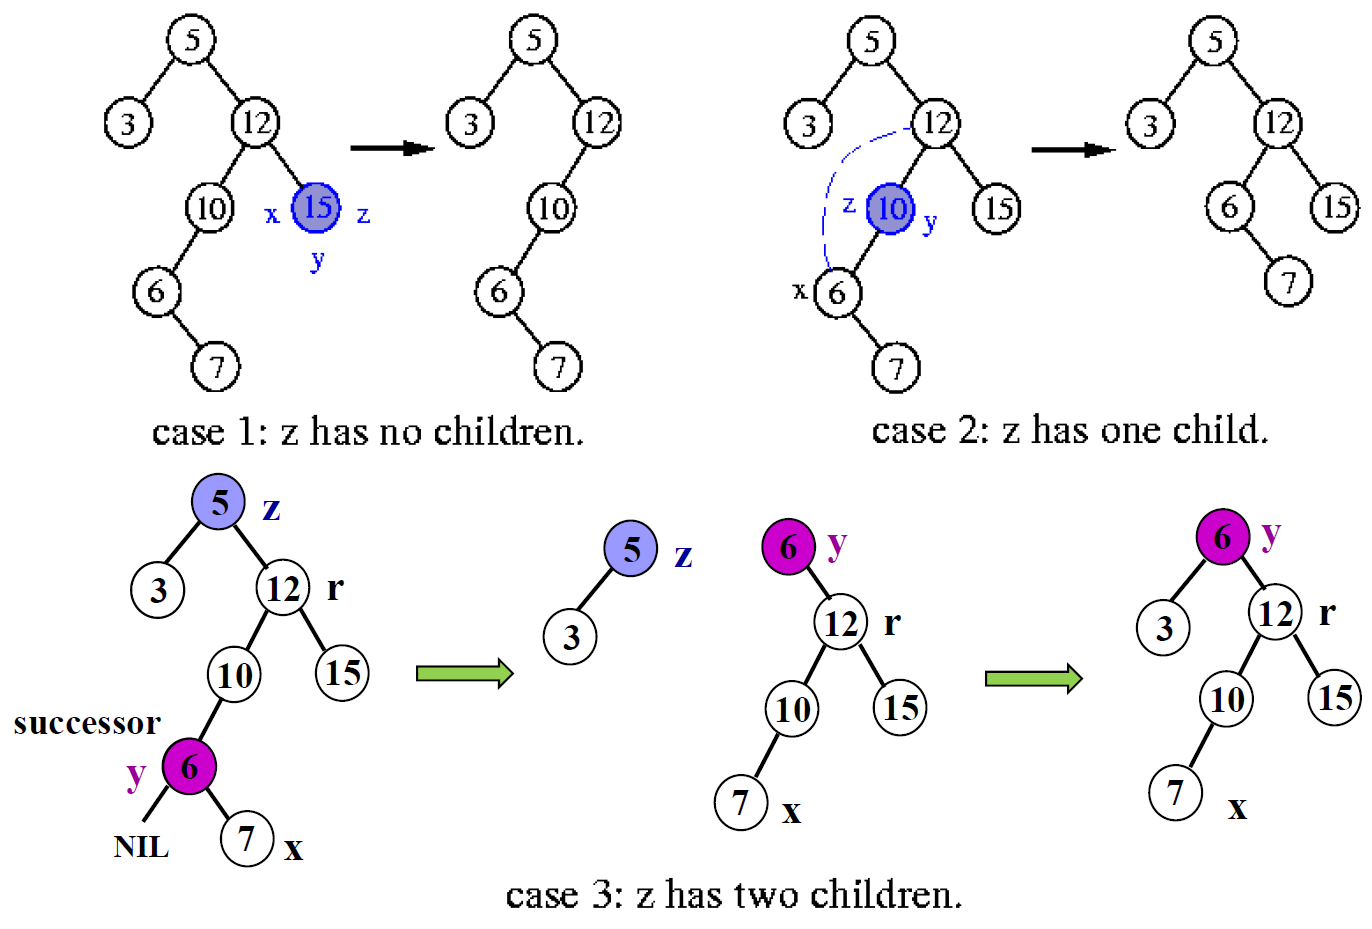 5 5 5 5
3 12 3 12 3 12 3 12
10 x 15 z 10 z 10 y 15 6 15
y
6 6 x 6 7
7 7 7
case 1: z has no children.
case 2: z has one child.
5 z 5 z 6 y 6 y
3 12 r 3 12 r 3 12 r
10 15 10 15 10 15
successor
y 6
7 x 7 x
NIL 7 x
case 3: z has two children.